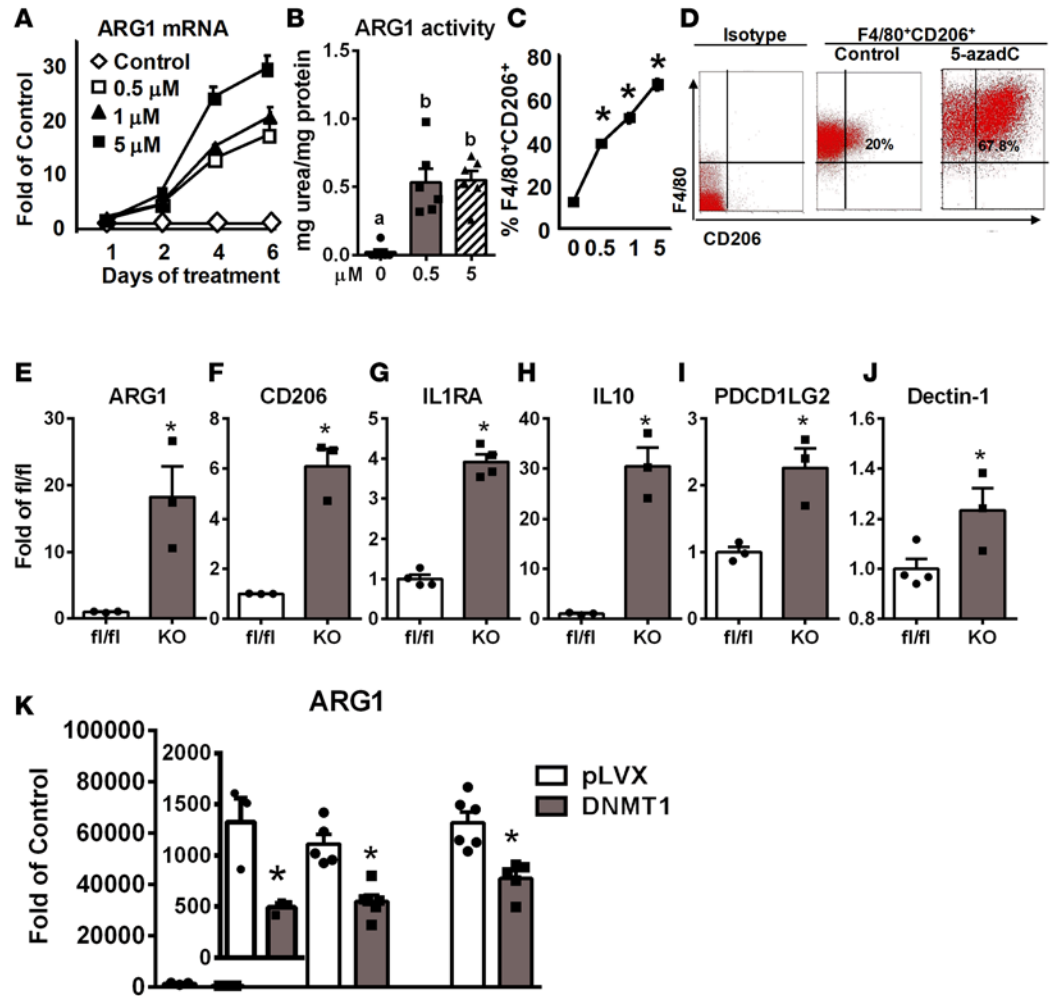 A ARG1 mRNA
Fold of Control
30
20
10
0
Control
0.5 μM
1 μM
5 μM
1 2 4 6
Days of treatment
B ARG1 activity
mg urea/mg protein
1.5
1.0
0.5
0.0
a b b
μM 0 0.5 5
C
% F4/80⁺CD206⁺
80
60
40
20
0
* * *
0 0.5 1 5
D
Isotype F4/80⁺CD206⁺
Control 5-azadC
20% 67.8%
F4/80
CD206
E ARG1
Fold of fl/fl
30
20
10
0
*
fl/fl KO
F CD206
8
6
4
2
0
*
fl/fl KO
G IL1RA
5
4
3
2
1
0
*
fl/fl KO
H IL10
40
30
20
10
0
*
fl/fl KO
I PDCD1LG2
3
2
1
0
*
fl/fl KO
J Dectin-1
1.6
1.4
1.2
1.0
0.8
*
fl/fl KO
K ARG1
Fold of Control
100000
80000
60000
40000
20000
0
2000
1500
1000
500
0
* * *
pLVX
DNMT1